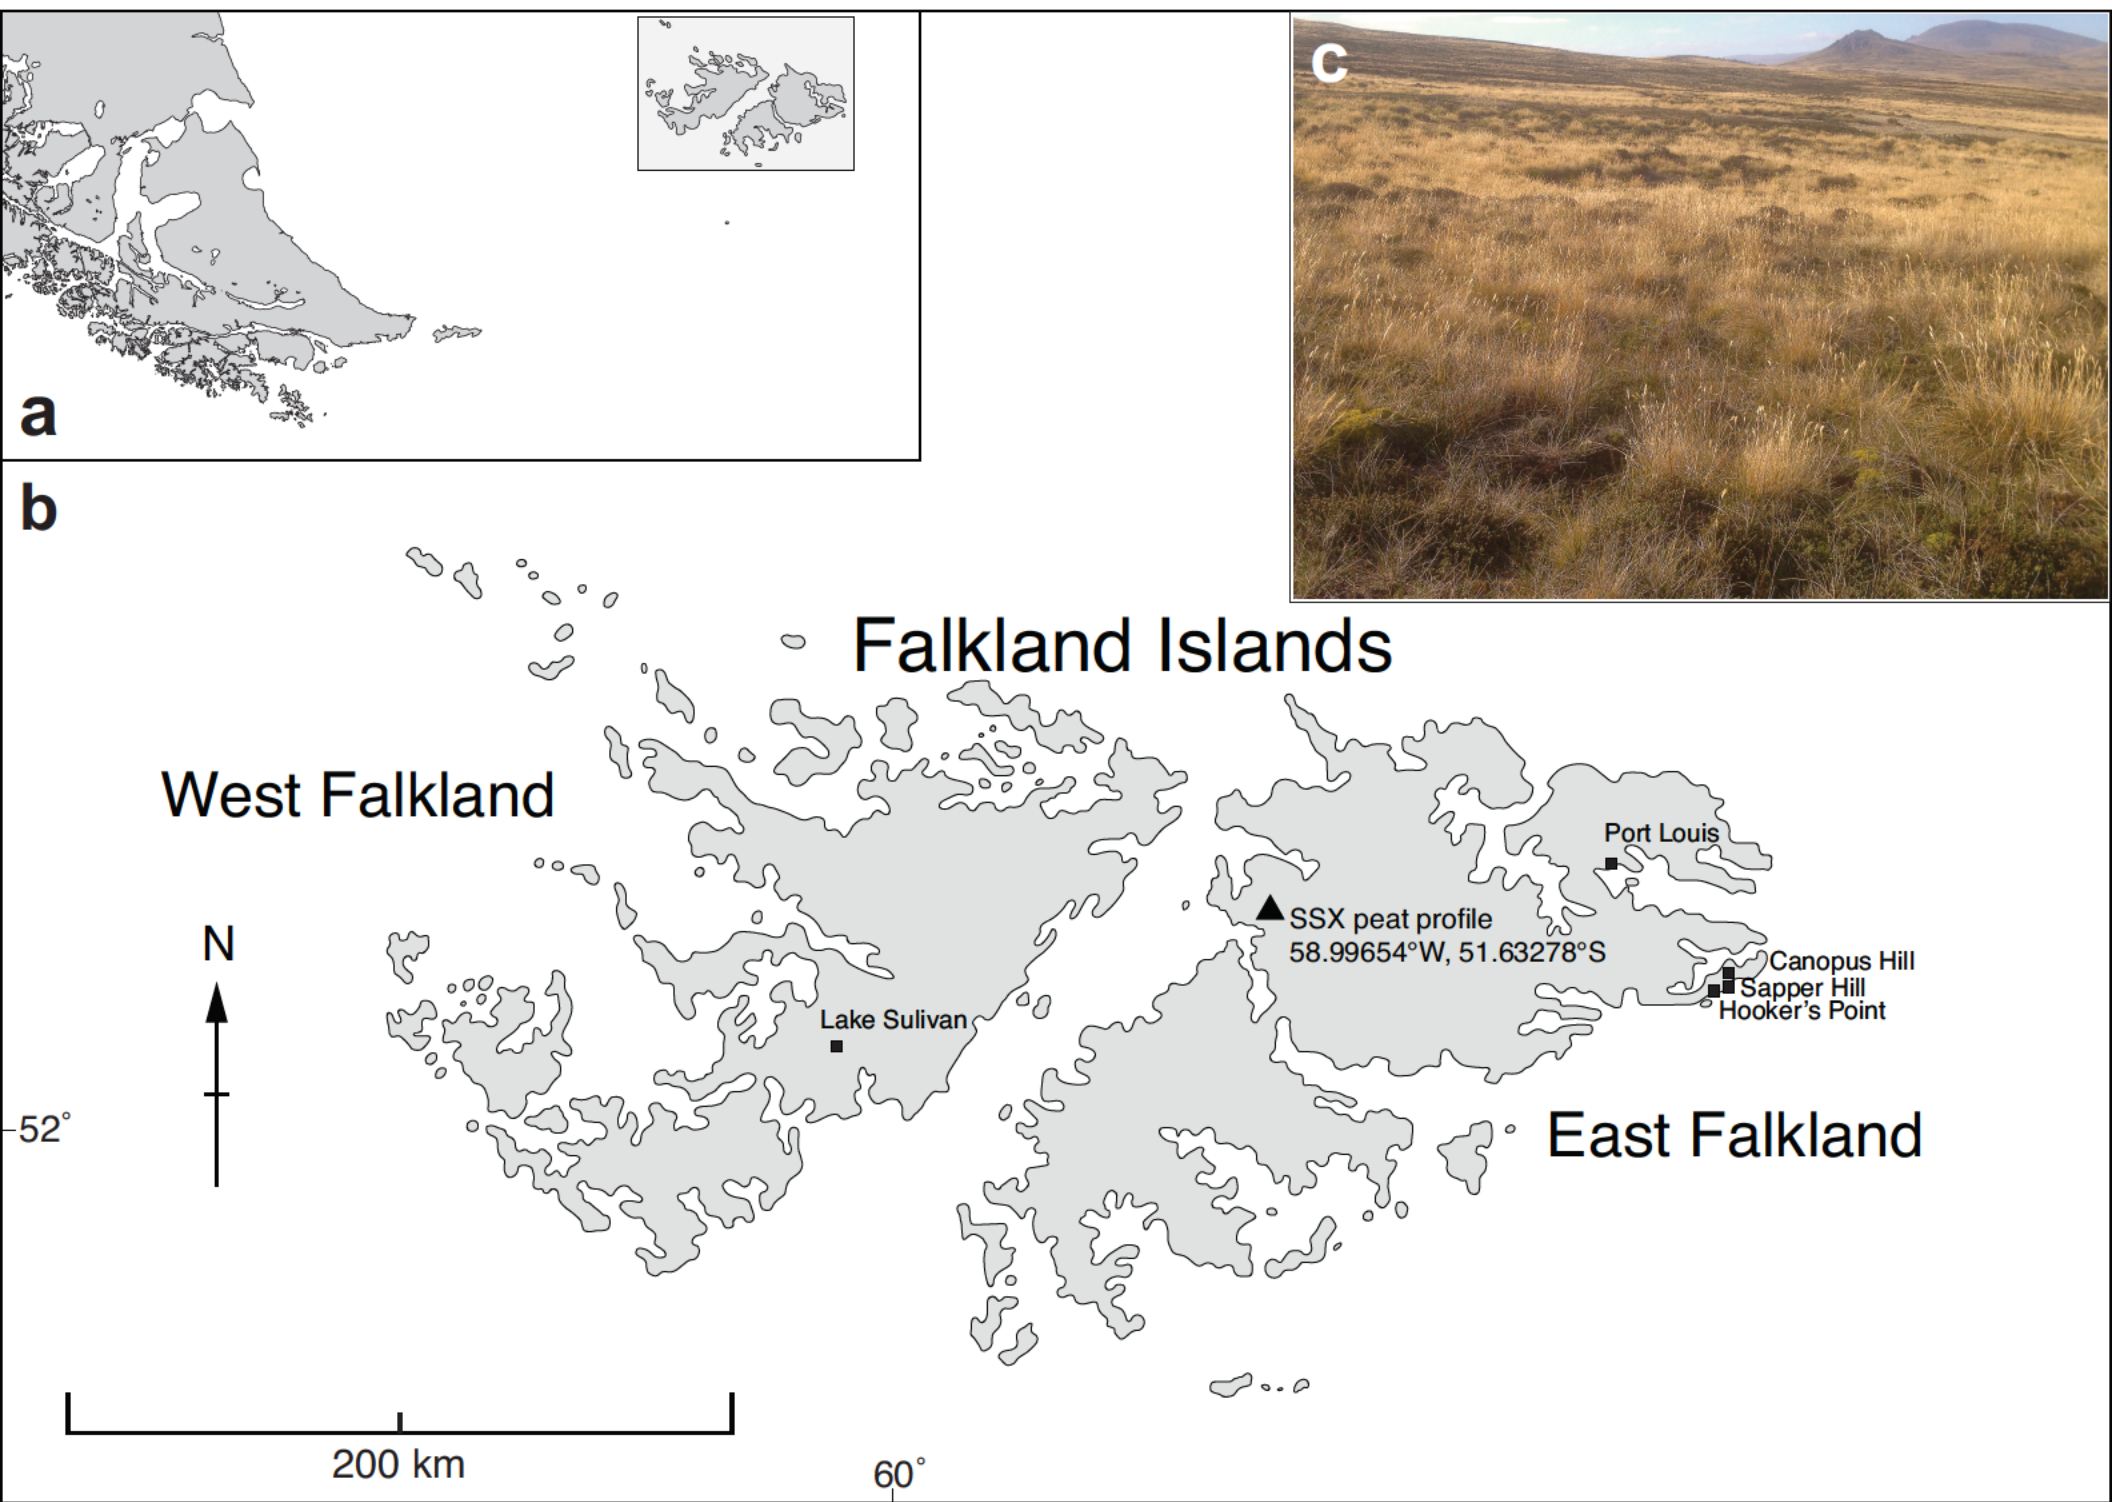 a
c
b
Falkland Islands
West Falkland
Port Louis
SSX peat profile
58.99654°W, 51.63278°S
N
Canopus Hill
Sapper Hill
Hooker's Point
Lake Sulivan
52°
East Falkland
200 km
60°